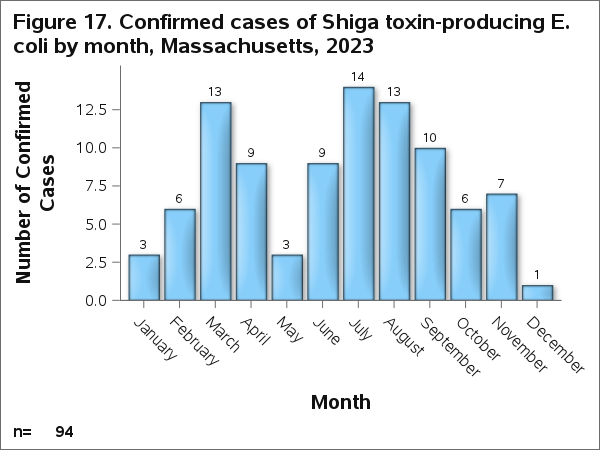 Figure 17. Confirmed cases of Shiga toxin-producing E.
coli by month, Massachusetts, 2023
Number of Confirmed
Cases
12.5
10.0
7.5
5.0
2.5
0.0
3
6
13
9
3
9
14
13
10
6
7
1
January
February
March
April
May
June
July
August
September
October
November
December
Month
n= 94